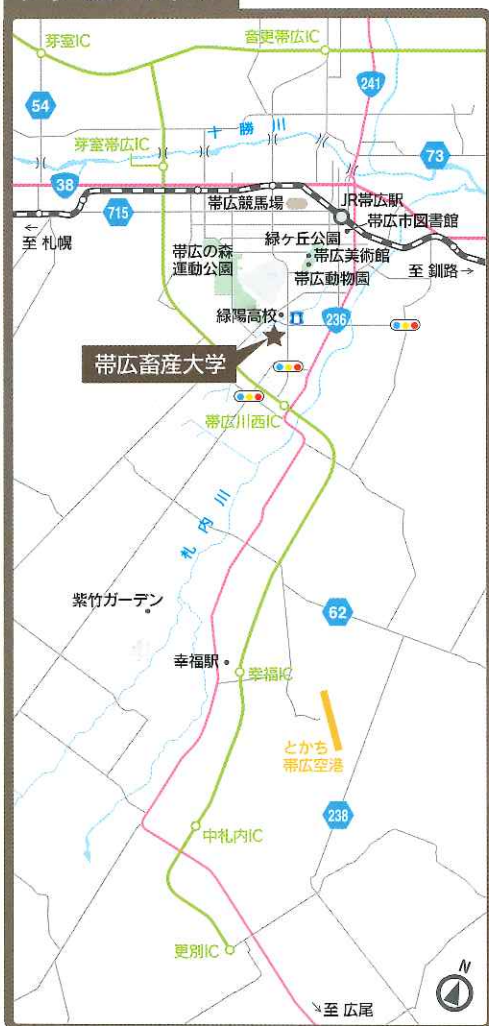 芽室IC
音更帯広IC
241
54
十勝川
芽室帯広IC
73
38
帯広競馬場
JR帯広駅
715
帯広市図書館
←
至 札幌
緑ヶ丘公園
帯広の森
運動公園
帯広美術館
帯広動物園
至 釧路→
緑陽高校
236
帯広畜産大学
帯広川西IC
札内川
紫竹ガーデン
62
幸福駅
幸福IC
とかち
帯広空港
238
中札内IC
更別IC
N
↘至 広尾